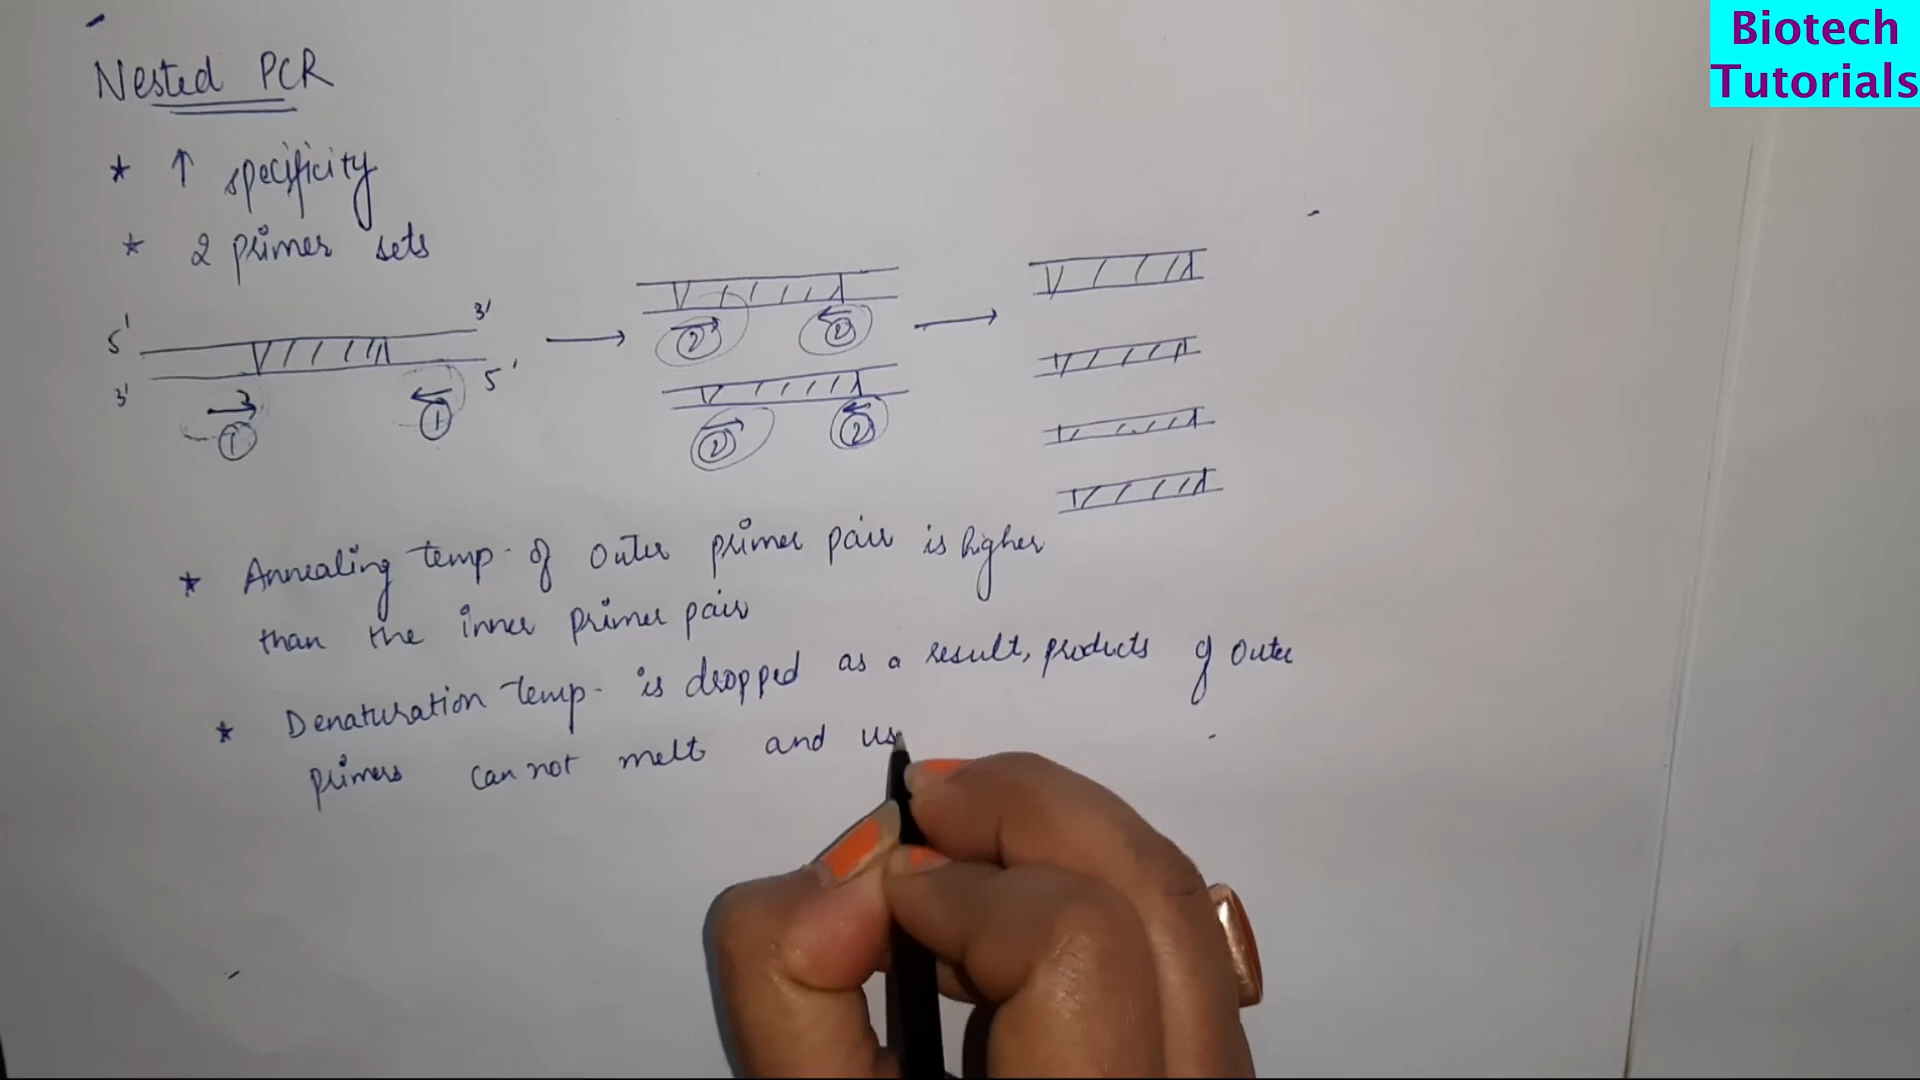 Biotech
Tutorials
Nested PCR
* ↑ specificity
* 2 primer sets
5' 3'
3' 5'
① ①
② ②
② ②
* Annealing temp. of outer primer pair is higher
than the inner primer pair
* Denaturation temp. is dropped as a result, products of outer
primers can not melt and us